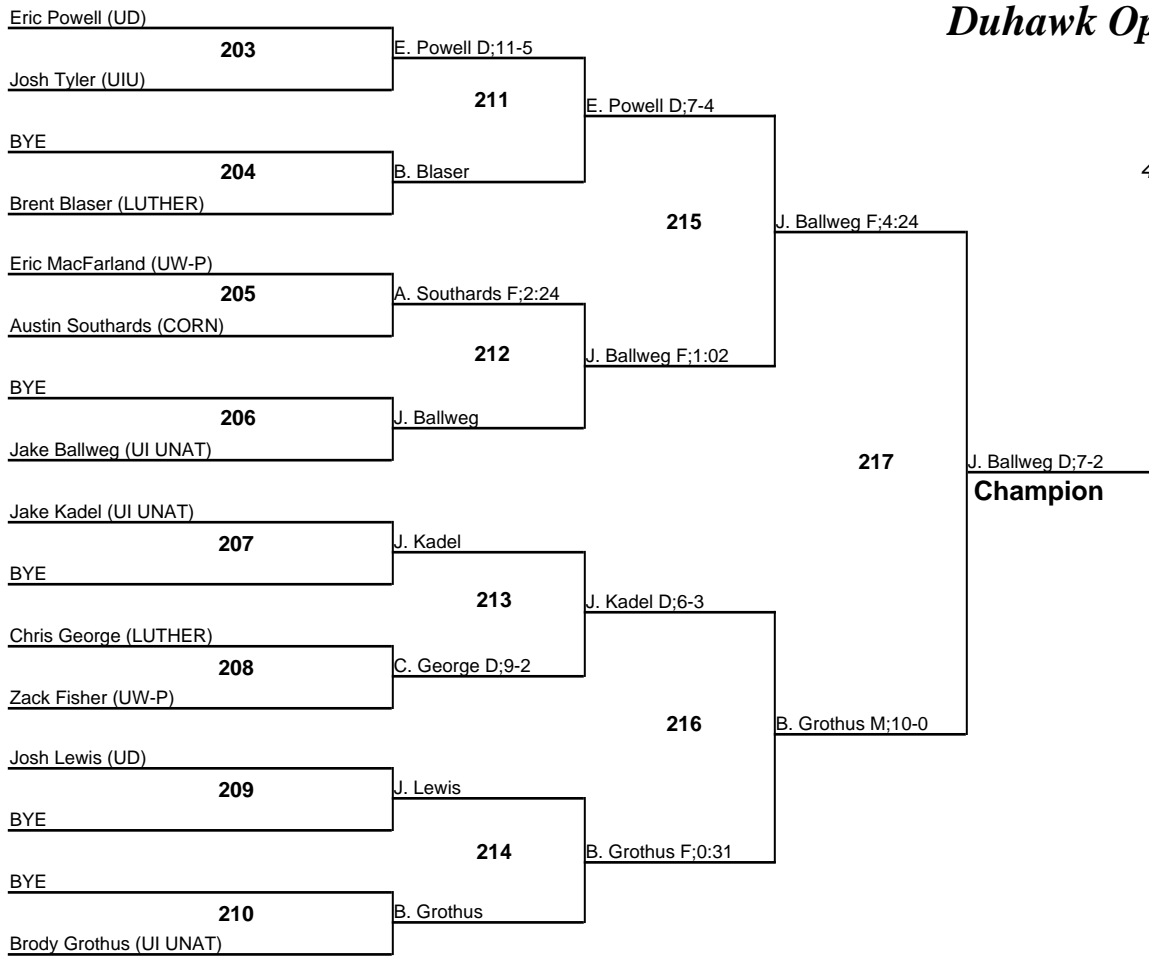 Duhawk Op
4
Eric Powell (UD)
203
Josh Tyler (UIU)
E. Powell D;11-5
211
BYE
204
Brent Blaser (LUTHER)
B. Blaser
E. Powell D;7-4
215
Eric MacFarland (UW-P)
205
Austin Southards (CORN)
A. Southards F;2:24
212
BYE
206
Jake Ballweg (UI UNAT)
J. Ballweg
J. Ballweg F;1:02
J. Ballweg F;4:24
217
Jake Kadel (UI UNAT)
207
BYE
J. Kadel
213
Chris George (LUTHER)
208
Zack Fisher (UW-P)
C. George D;9-2
J. Kadel D;6-3
216
Josh Lewis (UD)
209
BYE
J. Lewis
214
BYE
210
Brody Grothus (UI UNAT)
B. Grothus
B. Grothus F;0:31
B. Grothus M;10-0
J. Ballweg D;7-2
Champion